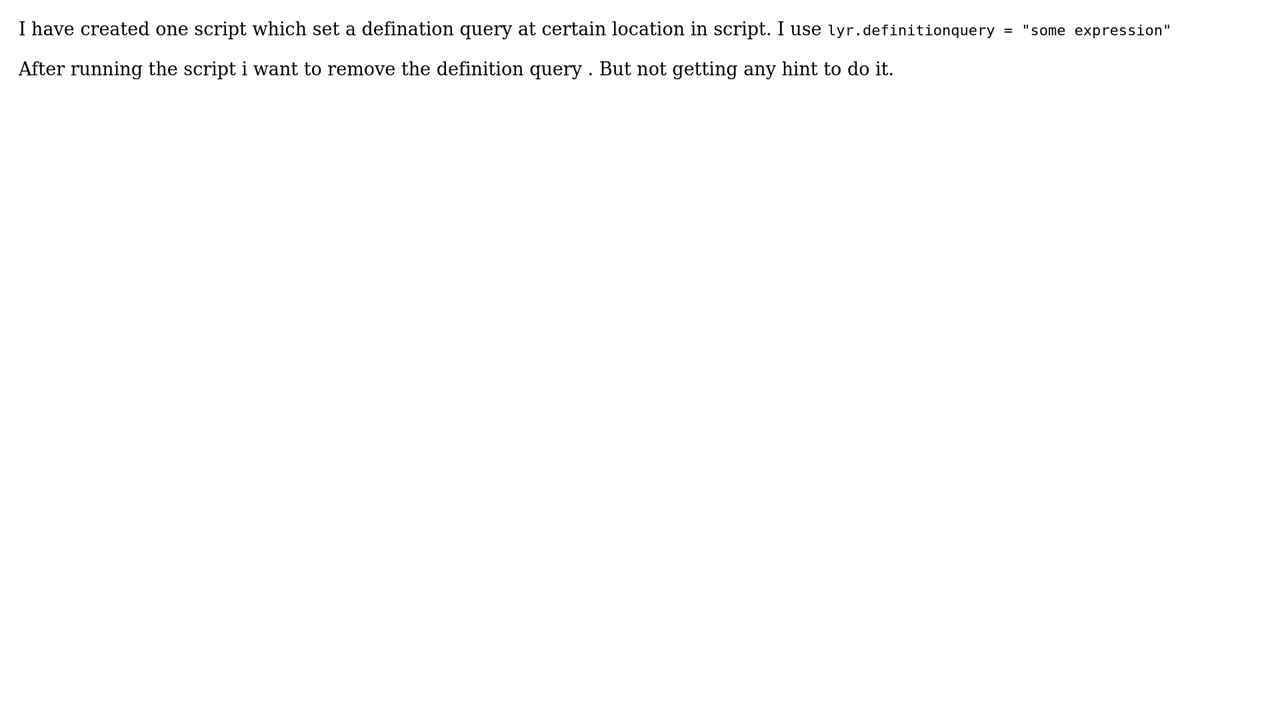 I have created one script which set a defination query at certain location in script. I use lyr.definitionquery = "some expression"
After running the script i want to remove the definition query . But not getting any hint to do it.